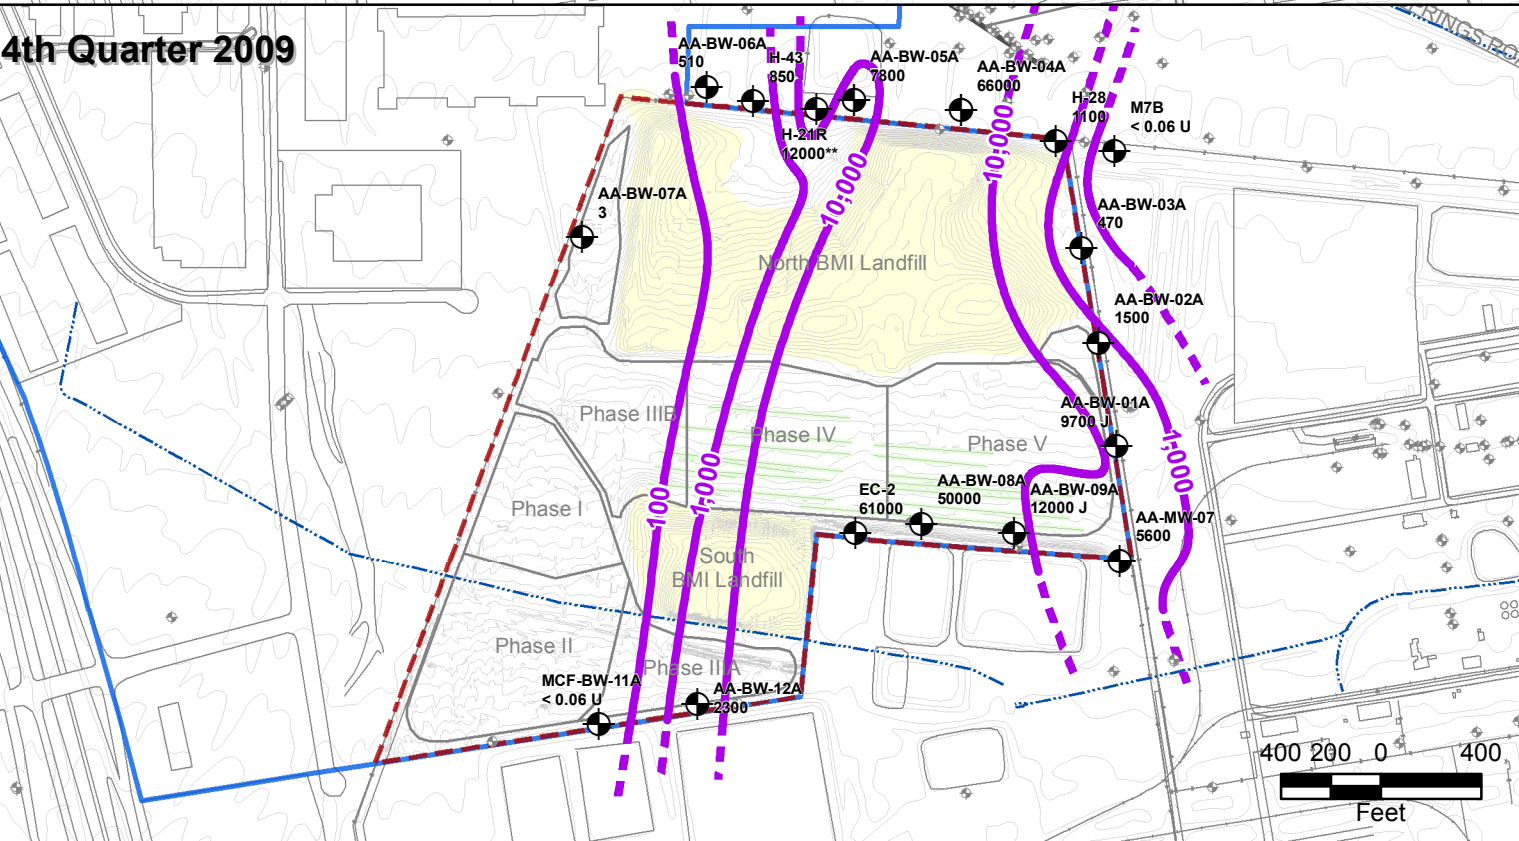 4th Quarter 2009
RINGS RO
AA-BW-06A
510
H-43
850
AA-BW-05A
7800
AA-BW-04A
66000
H-28
1100
M7B
< 0.06 U
H-21R
12000**
10,000
10,000
AA-BW-07A
3
AA-BW-03A
470
North BMI Landfill
AA-BW-02A
1500
Phase IIIB
Phase IV
Phase V
AA-BW-01A
9700 J
1,000
100
1,000
EC-2
61000
AA-BW-08A
50000
AA-BW-09A
12000 J
AA-MW-07
5600
Phase I
South
BMI Landfill
Phase II
Phase IIIA
MCF-BW-11A
< 0.06 U
AA-BW-12A
2300
400 200 0 400
Feet